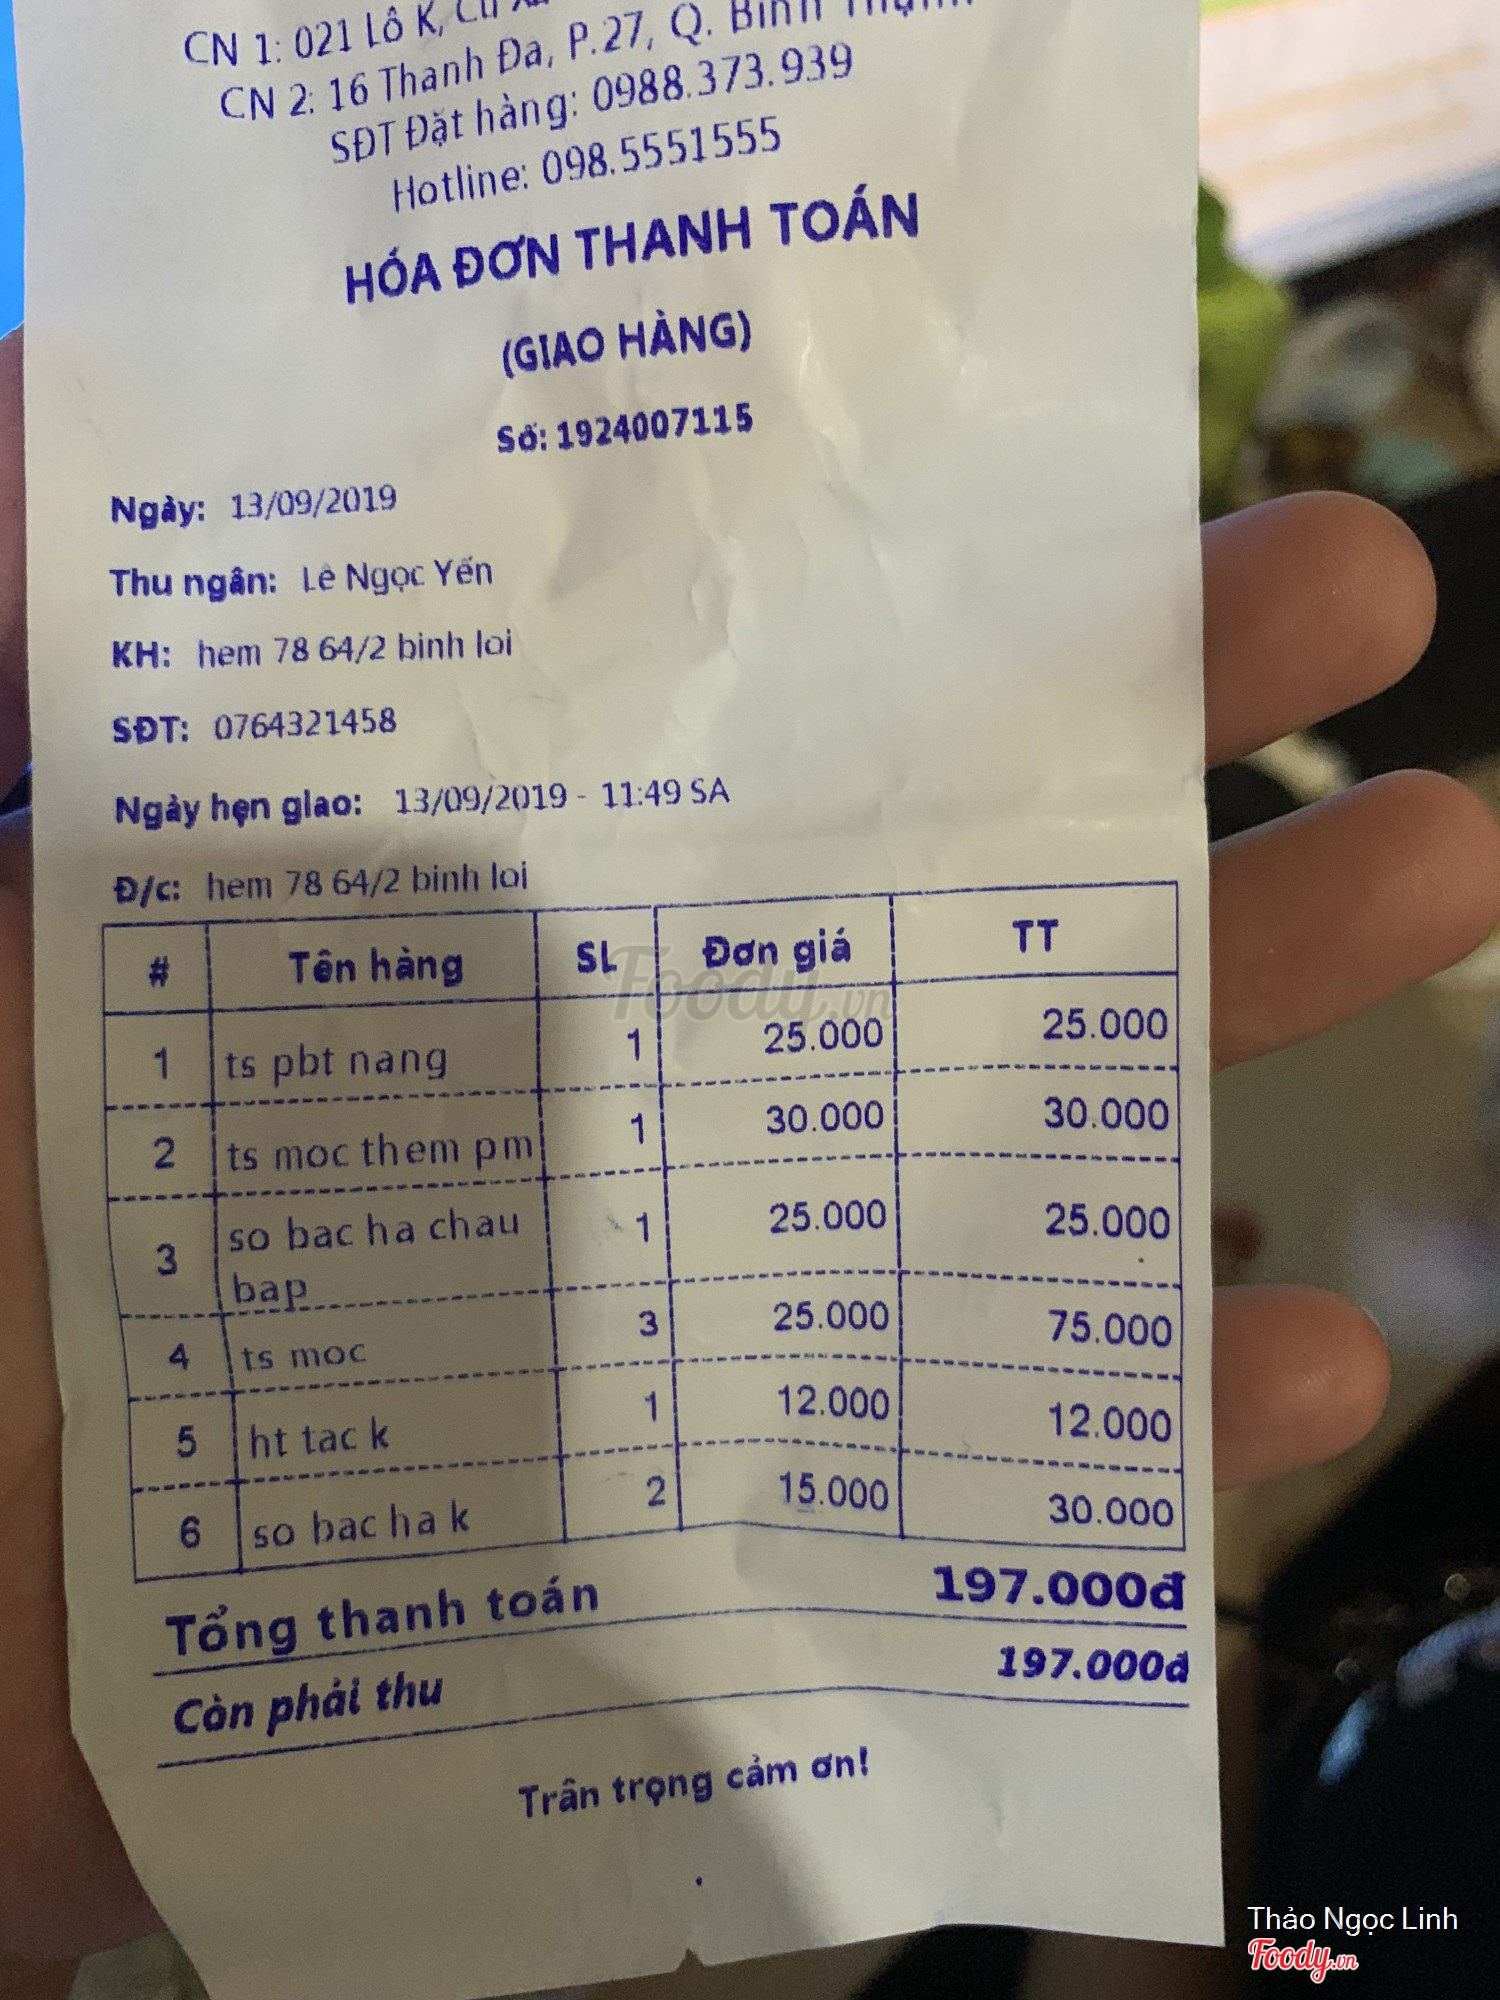 CN 1: 021 Lô K, Cư
CN 2: 16 Thanh Đa, P.27, Q. Bình Thạnh
SĐT Đặt hàng: 0988.373.939
Hotline: 098.5551555
HÓA ĐƠN THANH TOÁN
(GIAO HÀNG)
Số: 1924007115
Ngày: 13/09/2019
Thu ngân: Lê Ngọc Yến
KH: hem 78 64/2 binh loi
SĐT: 0764321458
Ngày hẹn giao: 13/09/2019 - 11:49 SA
Đ/c: hem 78 64/2 binh loi
# Tên hàng SL Đơn giá TT
1 ts pbt nang 1 25.000 25.000
2 ts moc them pm 1 30.000 30.000
3 so bac ha chau 1 25.000 25.000
bap
4 ts moc 3 25.000 75.000
5 ht tac k 1 12.000 12.000
6 so bac ha k 2 15.000 30.000
Tổng thanh toán 197.000đ
Còn phải thu 197.000đ
Trân trọng cảm ơn!
Foody.vn
Thảo Ngọc Linh
Foody.vn